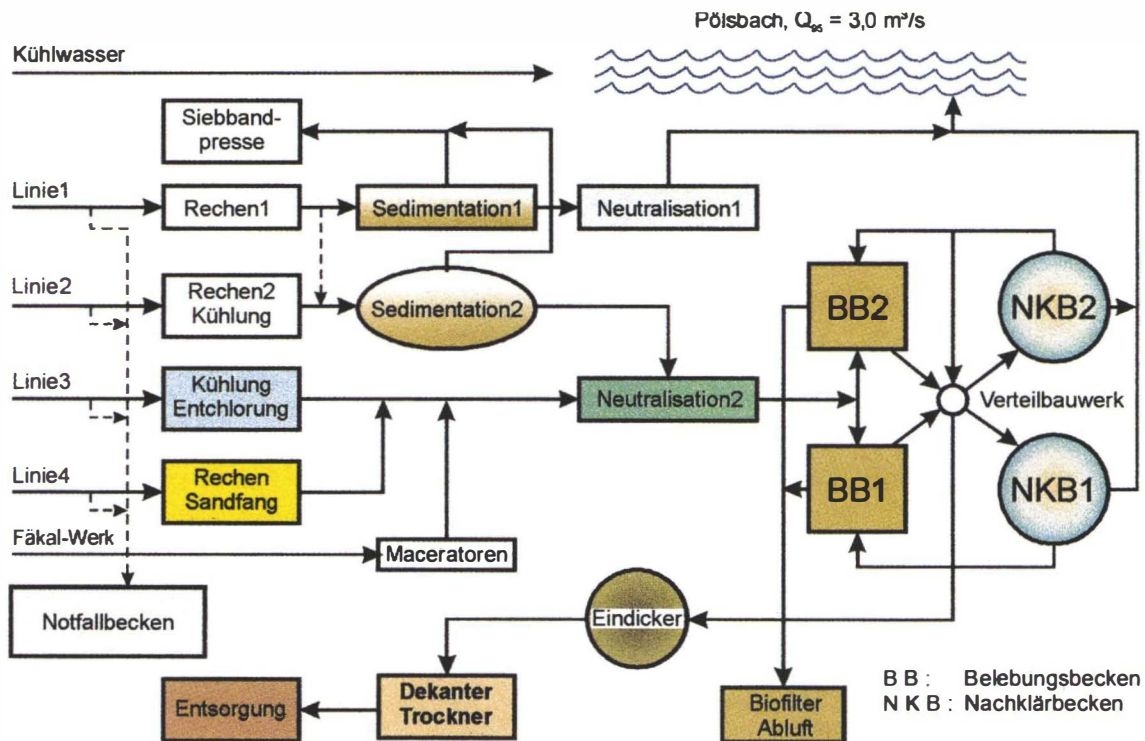 Pölsbach, Q₉₅ = 3,0 m³/s
Kühlwasser
Siebband-
presse
Linie1
Rechen1
Sedimentation1
Neutralisation1
Linie2
Rechen2
Kühlung
Sedimentation2
BB2
NKB2
Linie3
Kühlung
Entchlorung
Neutralisation2
Verteilbauwerk
Linie4
Rechen
Sandfang
BB1
NKB1
Fäkal-Werk
Maceratoren
Notfallbecken
Eindicker
Entsorgung
Dekanter
Trockner
Biofilter
Abluft
B B : Belebungsbecken
N K B : Nachklärbecken